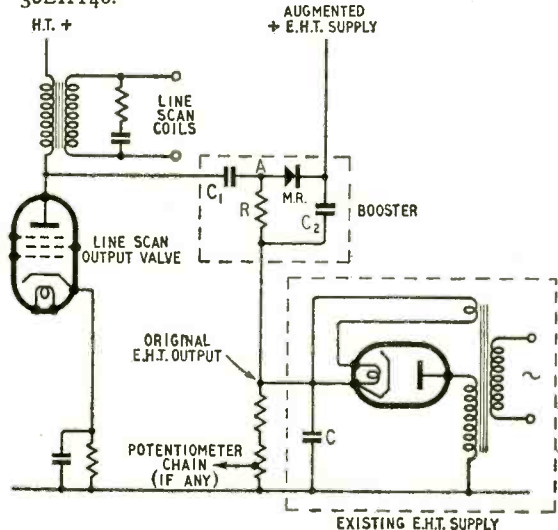 H.T. +
AUGMENTED
+ E.H.T. SUPPLY
LINE
SCAN
COILS
A
C₁
R
M.R.
C₂
BOOSTER
LINE SCAN
OUTPUT VALVE
ORIGINAL
E.H.T. OUTPUT
POTENTIOMETER
CHAIN
(IF ANY)
C
~
EXISTING E.H.T. SUPPLY